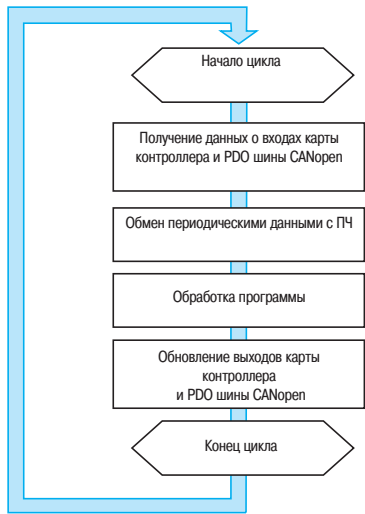 Начало цикла
Получение данных о входах карты
контроллера и PDO шины CANopen
Обмен периодическими данными с ПЧ
Обработка программы
Обновление выходов карты
контроллера
и PDO шины CANopen
Конец цикла